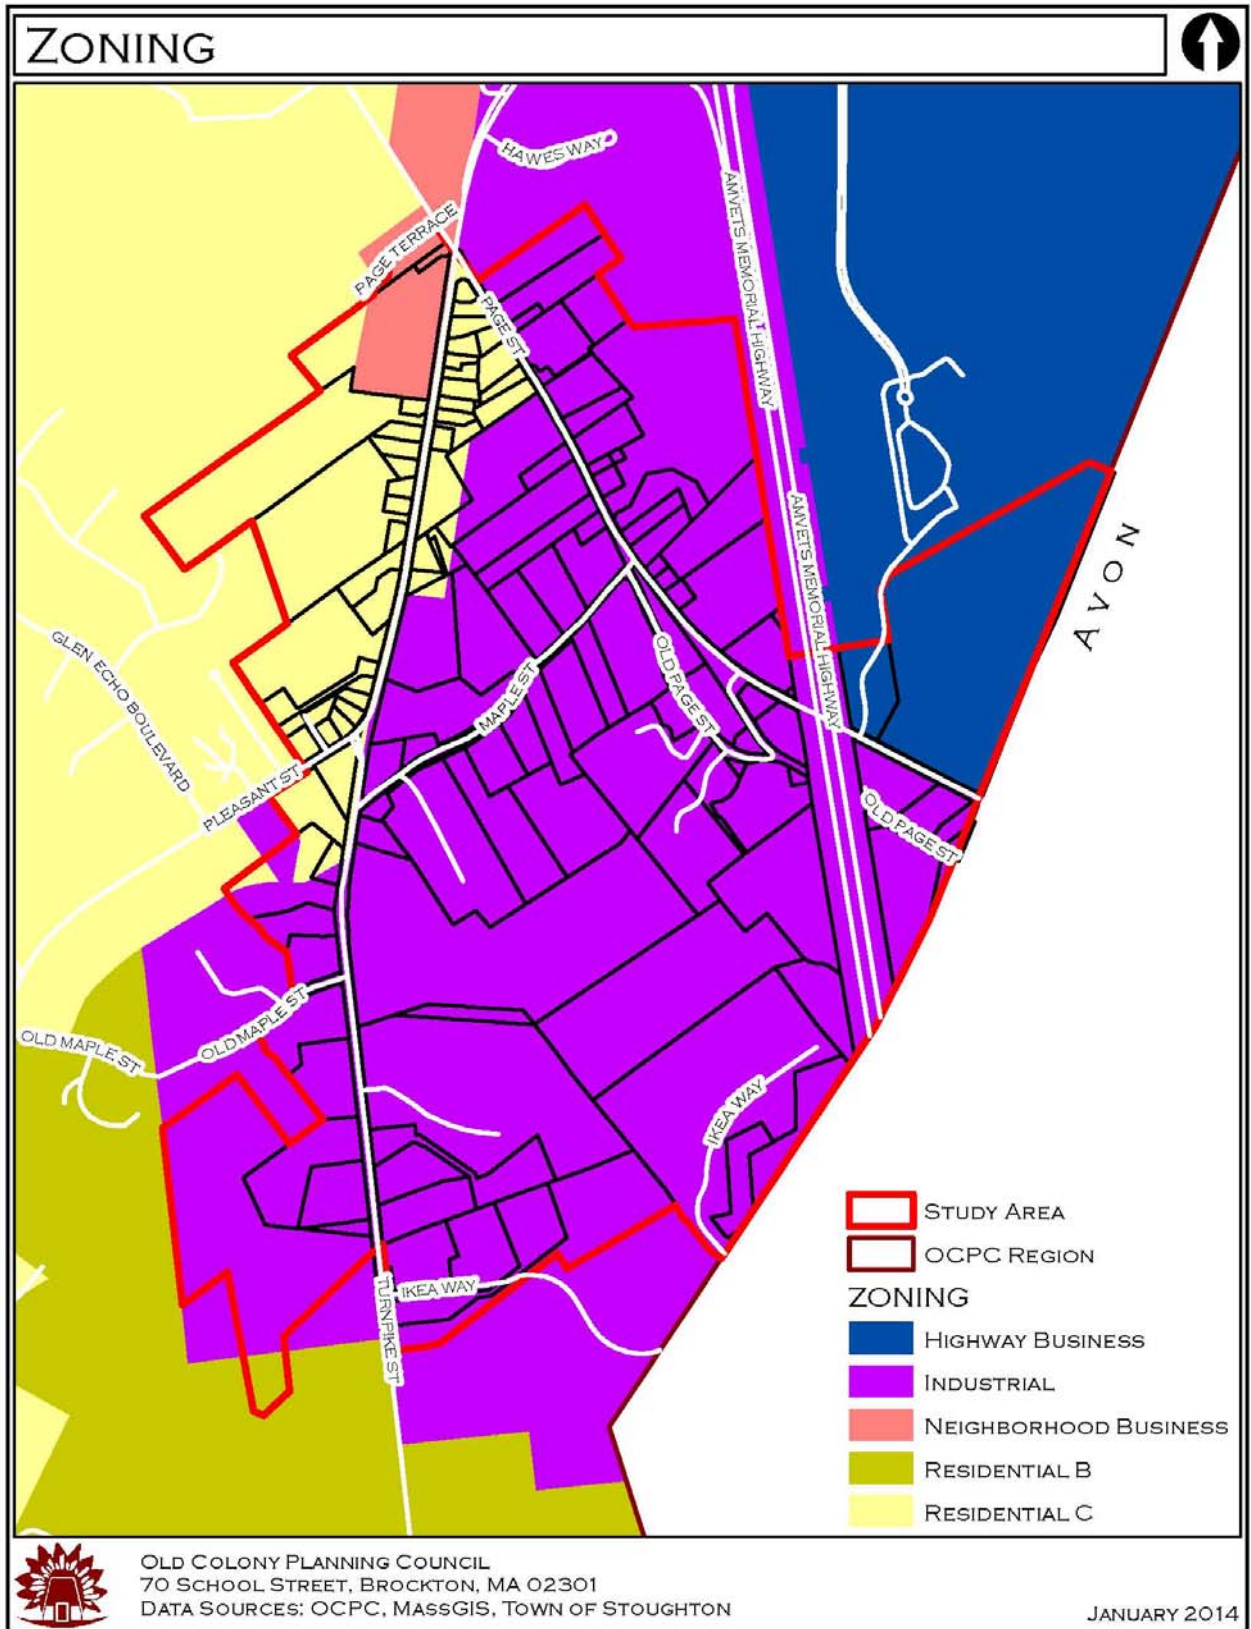 ZONING
HAWES WAY
PAGE TERRACE
PAGE ST
AMVETS MEMORIAL HIGHWAY
AMVETS MEMORIAL HIGHWAY
AVON
GLEN ECHO BOULEVARD
MAPLE ST
OLD PAGE ST
PLEASANT ST
OLD PAGE ST
OLD MAPLE ST
OLD MAPLE ST
IKEA WAY
IKEA WAY
TURNPIKE ST
STUDY AREA
OCPC REGION
ZONING
HIGHWAY BUSINESS
INDUSTRIAL
NEIGHBORHOOD BUSINESS
RESIDENTIAL B
RESIDENTIAL C
OLD COLONY PLANNING COUNCIL
70 SCHOOL STREET, BROCKTON, MA 02301
DATA SOURCES: OCPC, MASSGIS, TOWN OF STOUGHTON
JANUARY 2014